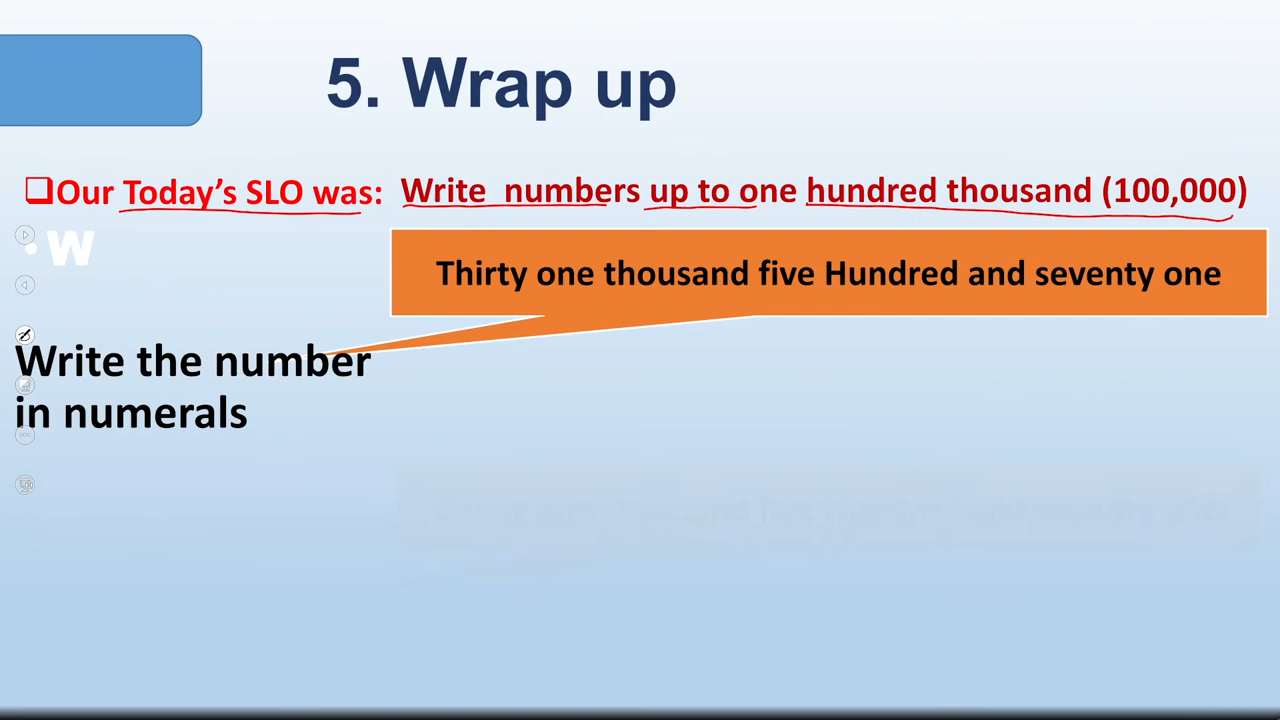 5. Wrap up
❑Our Today's SLO was: Write numbers up to one hundred thousand (100,000)
• W
Thirty one thousand five Hundred and seventy one
Write the number
in numerals